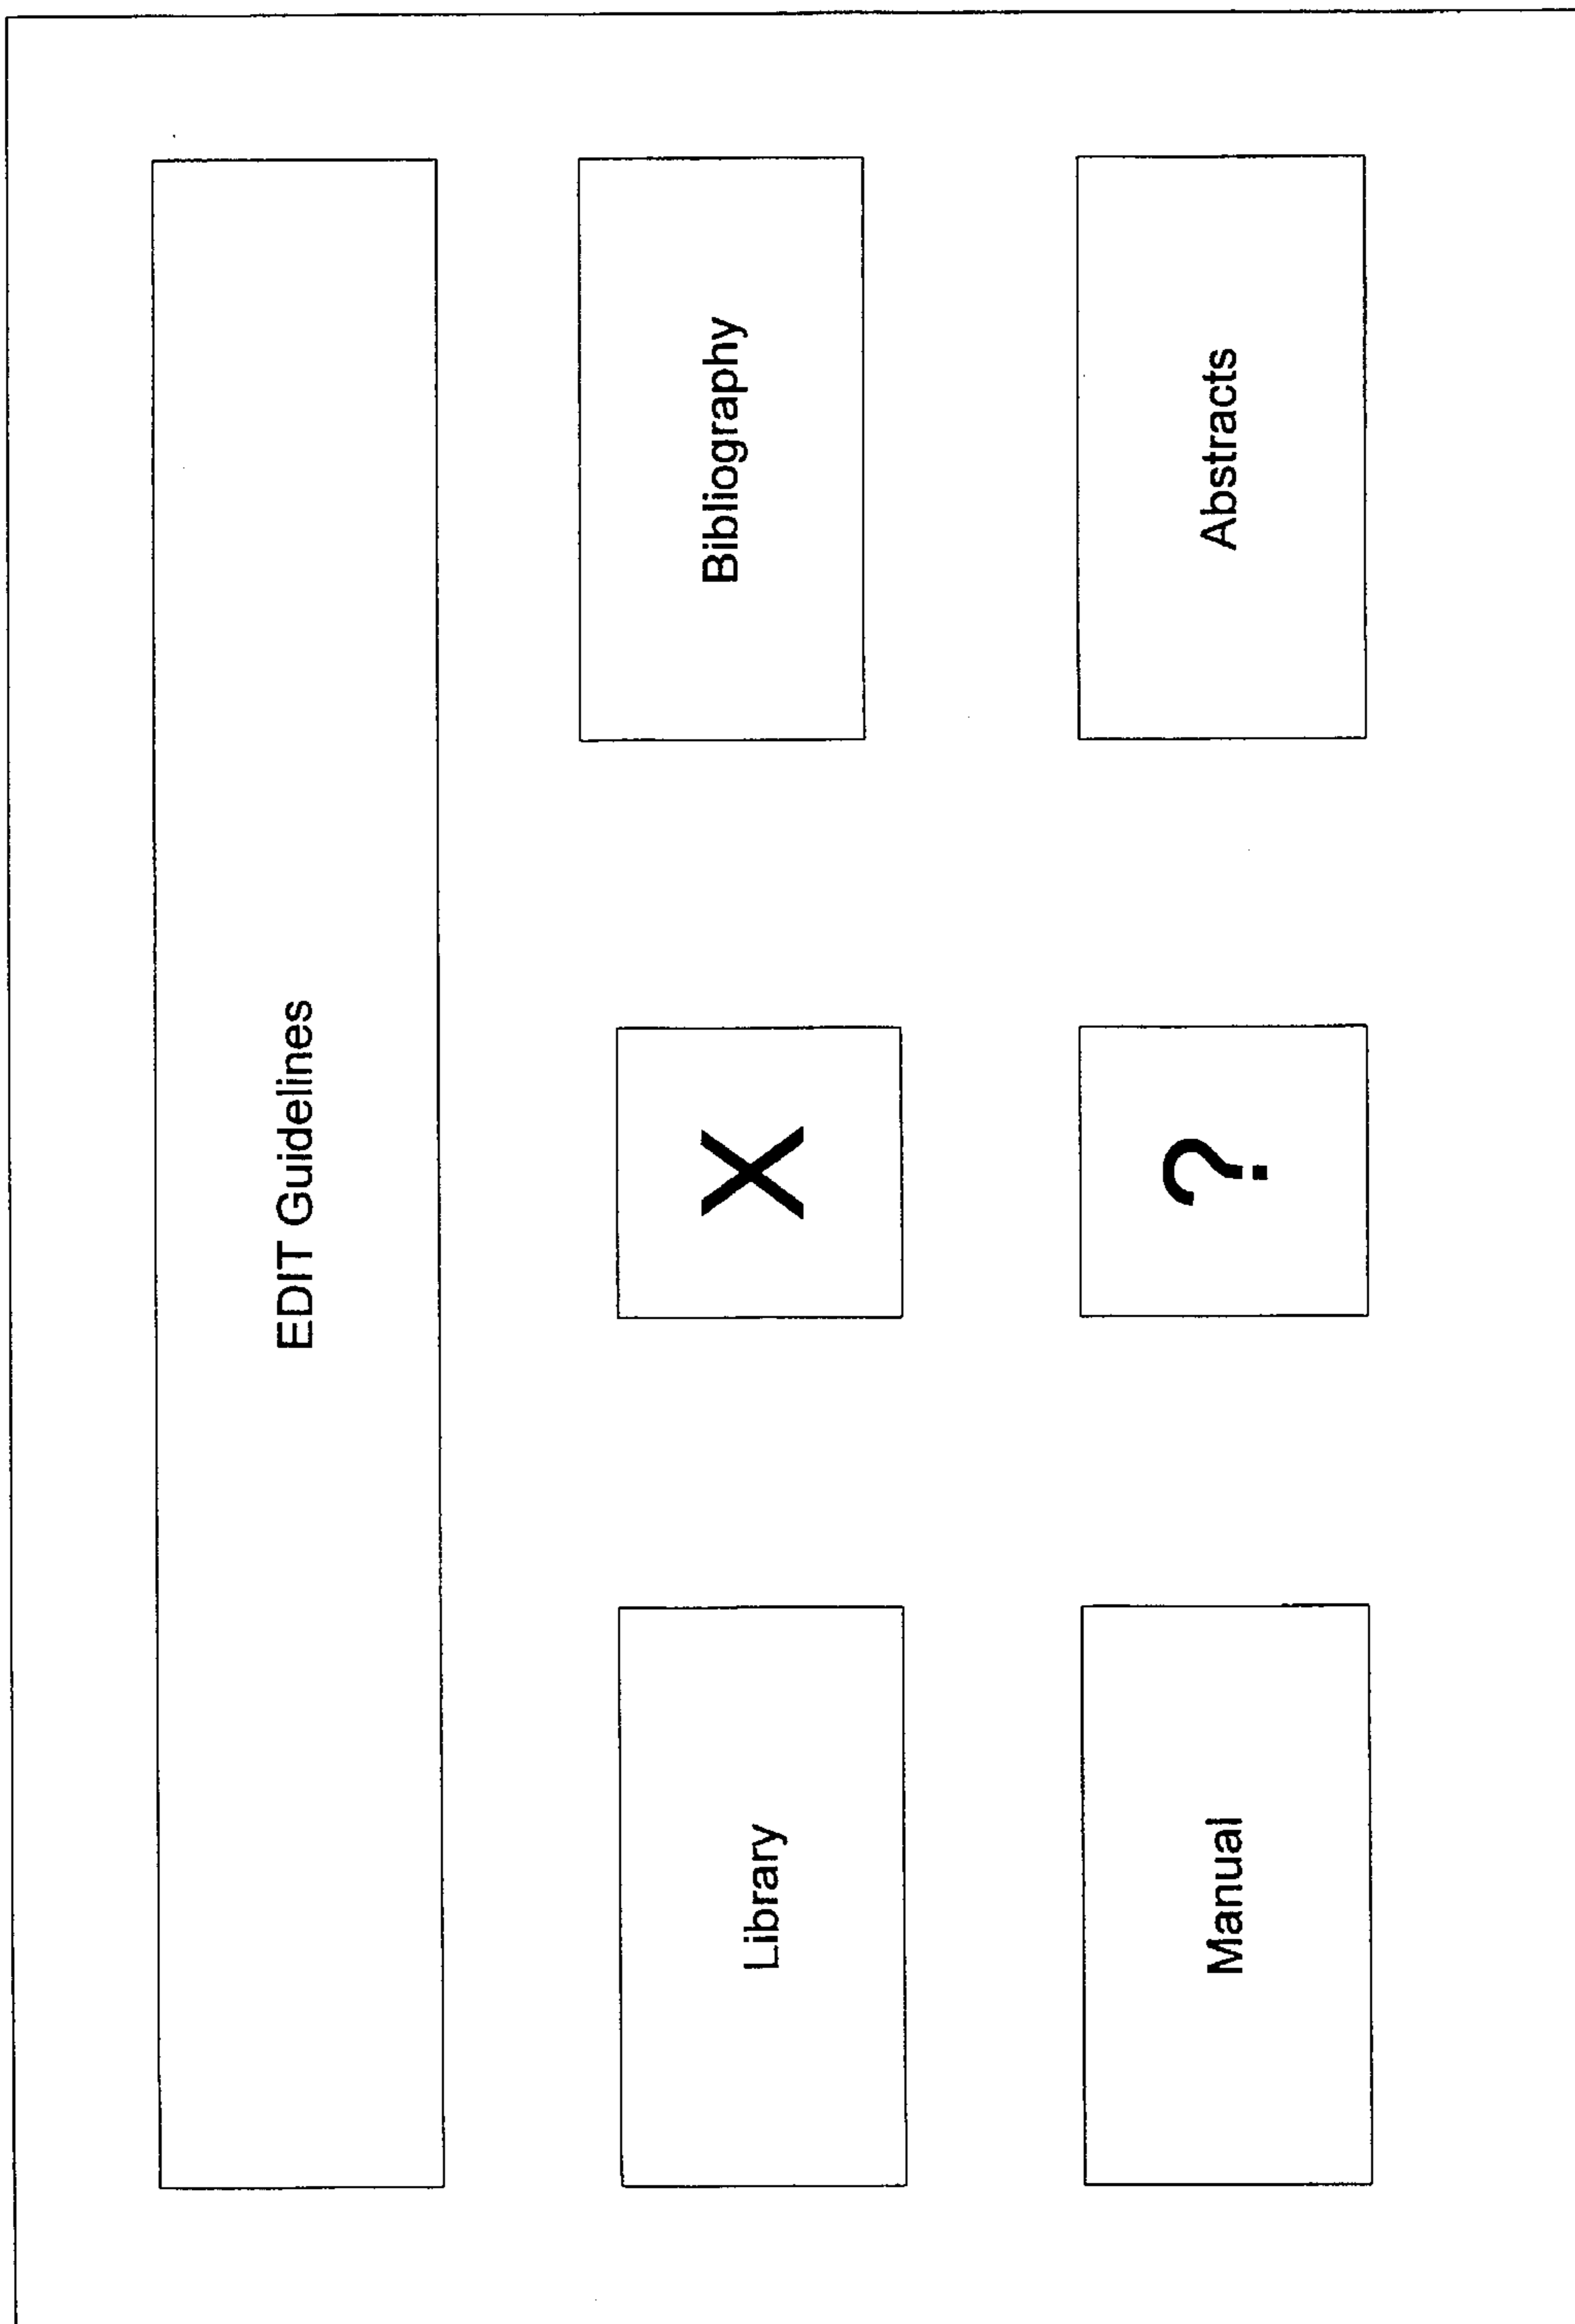 EDIT Guidelines
Library
X
Bibliography
Manual
?
Abstracts